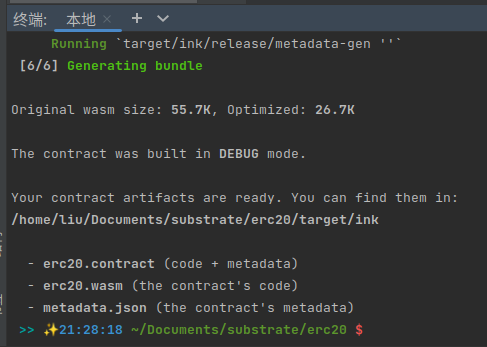 终端: 本地 × +
Running `target/ink/release/metadata-gen ''`
[6/6] Generating bundle
Original wasm size: 55.7K, Optimized: 26.7K
The contract was built in DEBUG mode.
Your contract artifacts are ready. You can find them in:
/home/liu/Documents/substrate/erc20/target/ink
- erc20.contract (code + metadata)
- erc20.wasm (the contract's code)
- metadata.json (the contract's metadata)
>> ✨21:28:18 ~/Documents/substrate/erc20 $